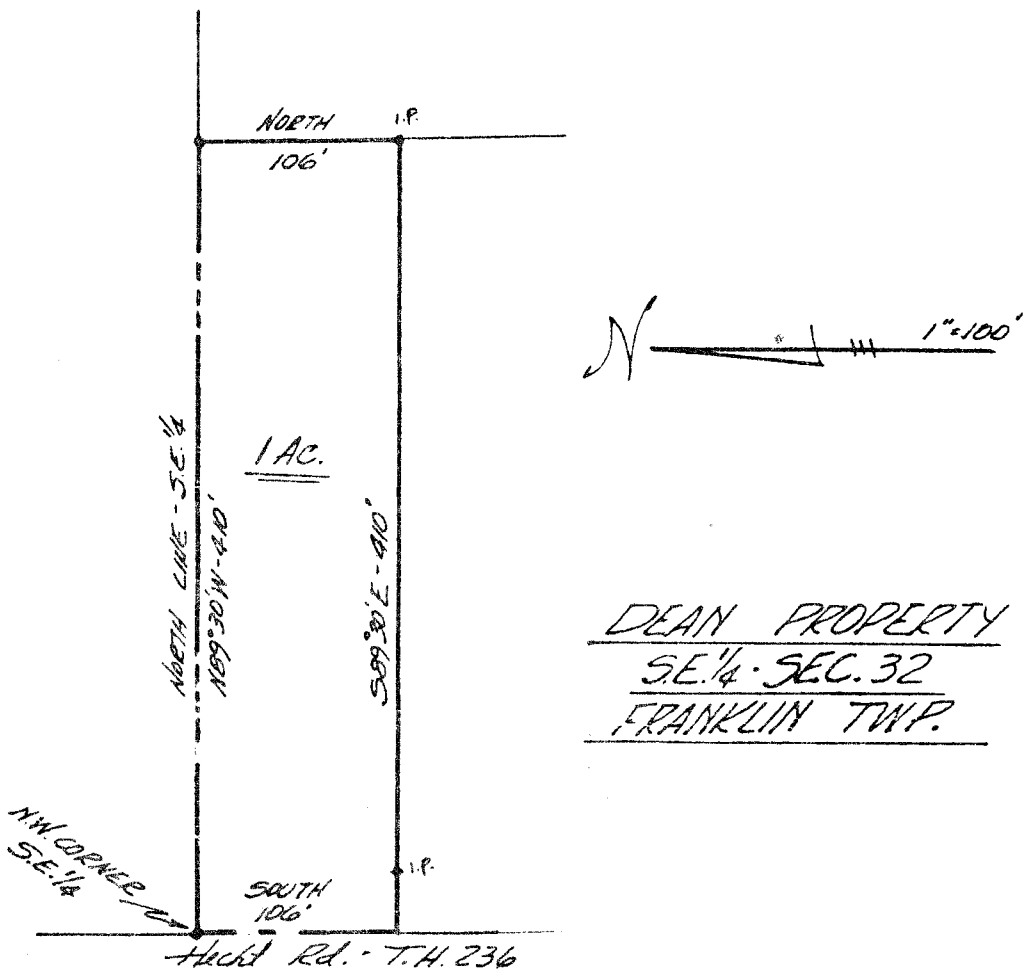 NORTH
106'
I.P.
N
1"=100'
1 AC.
NORTH LINE - S.E. 1/4
N89°30'W - 410'
S89°30'E - 410'
DEAN PROPERTY
S.E. 1/4 - SEC. 32
FRANKLIN TWP.
N.W. CORNER
S.E. 1/4
I.P.
SOUTH
106'
Hecht Rd. - T.H. 236